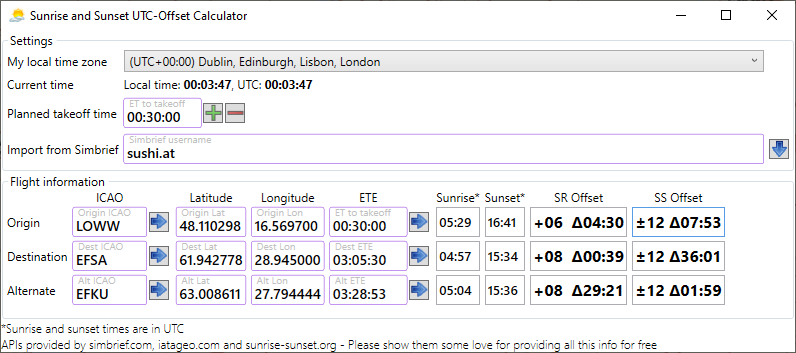 Sunrise and Sunset UTC-Offset Calculator
Settings
My local time zone (UTC+00:00) Dublin, Edinburgh, Lisbon, London
Current time Local time: 00:03:47, UTC: 00:03:47
ET to takeoff
Planned takeoff time 00:30:00
Simbrief username
Import from Simbrief sushi.at
Flight information
ICAO Latitude Longitude ETE Sunrise* Sunset* SR Offset SS Offset
Origin ICAO Origin Lat Origin Lon ET to takeoff
Origin LOWW 48.110298 16.569700 00:30:00 05:29 16:41 +06 Δ04:30 ±12 Δ07:53
Dest ICAO Dest Lat Dest Lon Dest ETE
Destination EFSA 61.942778 28.945000 03:05:30 04:57 15:34 +08 Δ00:39 ±12 Δ36:01
Alt ICAO Alt Lat Alt Lon Alt ETE
Alternate EFKU 63.008611 27.794444 03:28:53 05:04 15:36 +08 Δ29:21 ±12 Δ01:59
*Sunrise and sunset times are in UTC
APIs provided by simbrief.com, iatageo.com and sunrise-sunset.org - Please show them some love for providing all this info for free